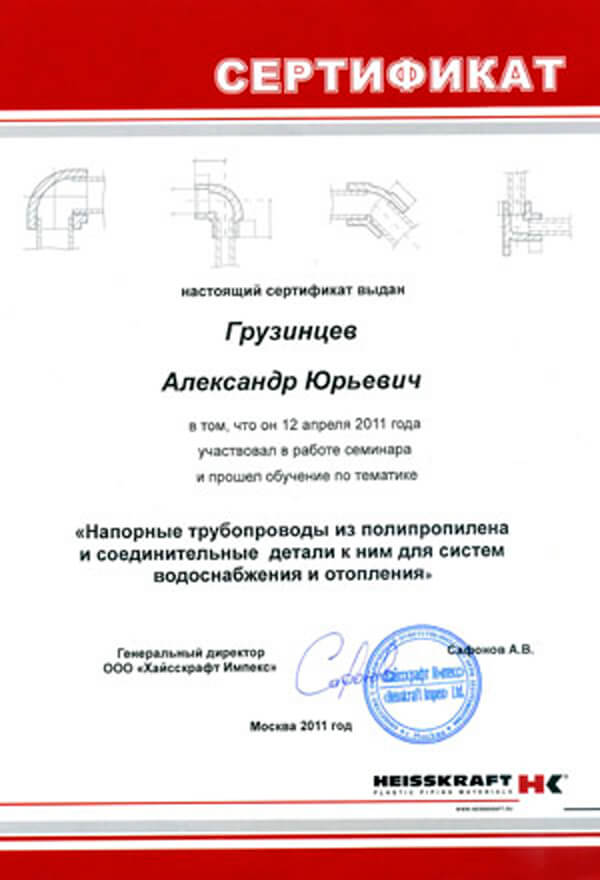 СЕРТИФИКАТ
настоящий сертификат выдан
Грузинцев
Александр Юрьевич
в том, что он 12 апреля 2011 года
участвовал в работе семинара
и прошел обучение по тематике
«Напорные трубопроводы из полипропилена
и соединительные детали к ним для систем
водоснабжения и отопления»
Генеральный директор
ООО «Хайсскрафт Импекс»
Сафонов А.В.
«Хайсскрафт Импекс»
«Heisskraft Impex» Ltd.
Москва 2011 год
HEISSKRAFT HK®
PLASTIC PIPING MATERIALS
www.heisskraft.ru